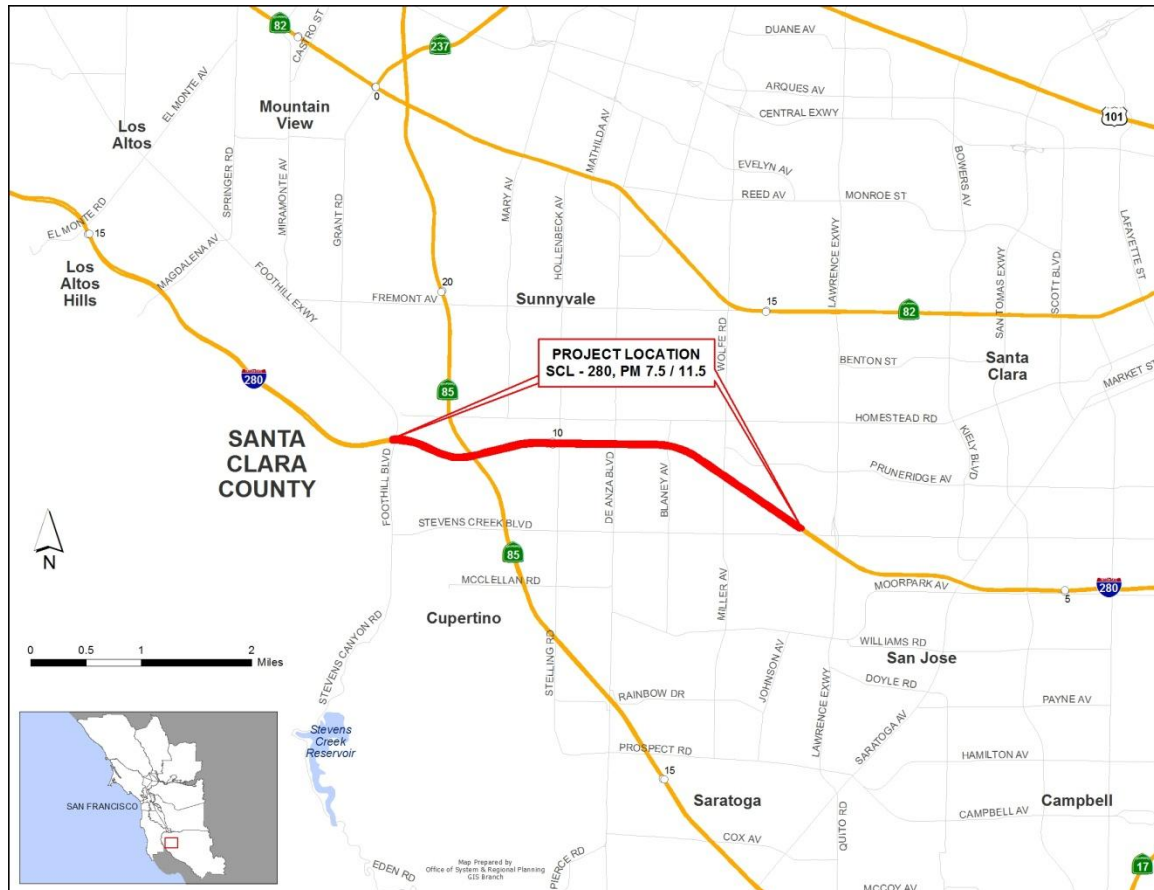 82
CASTRO ST
237
DUANE AV
ARQUES AV
CENTRAL EXWY
101
EL MONTE AV
Mountain
View
0
Los
Altos
MATHILDA AV
EVELYN AV
REED AV
MONROE ST
BOWERS AV
SPRINGER RD
MIRAMONTE AV
GRANT RD
MARY AV
HOLLENBECK AV
LAWRENCE EXWY
SAN TOMAS EXWY
SCOTT BLVD
LAFAYETTE ST
EL MONTE RD
15
MAGDALENA AV
Los
Altos
Hills
FOOTHILL EXWY
20
FREMONT AV
Sunnyvale
15
82
WOLFE RD
PROJECT LOCATION
SCL - 280, PM 7.5 / 11.5
BENTON ST
Santa
Clara
MARKET ST
280
85
HOMESTEAD RD
KIELY BLVD
SANTA
CLARA
COUNTY
10
PRUNERIDGE AV
FOOTHILL BLVD
DE ANZA BLVD
BLANEY AV
STEVENS CREEK BLVD
N
85
MCCLELLAN RD
MOORPARK AV
5
280
Cupertino
MILLER AV
STEVENS CANYON RD
STELLING RD
JOHNSON AV
WILLIAMS RD
San Jose
DOYLE RD
0 0.5 1 2
Miles
RAINBOW DR
LAWRENCE EXWY
SARATOGA AV
PAYNE AV
Stevens
Creek
Reservoir
PROSPECT RD
HAMILTON AV
15
Saratoga
Campbell
CAMPBELL AV
SAN FRANCISCO
COX AV
QUITO RD
EDEN RD
Map Prepared by
Office of System & Regional Planning
GIS Branch
PIERCE RD
MCCOY AV
17